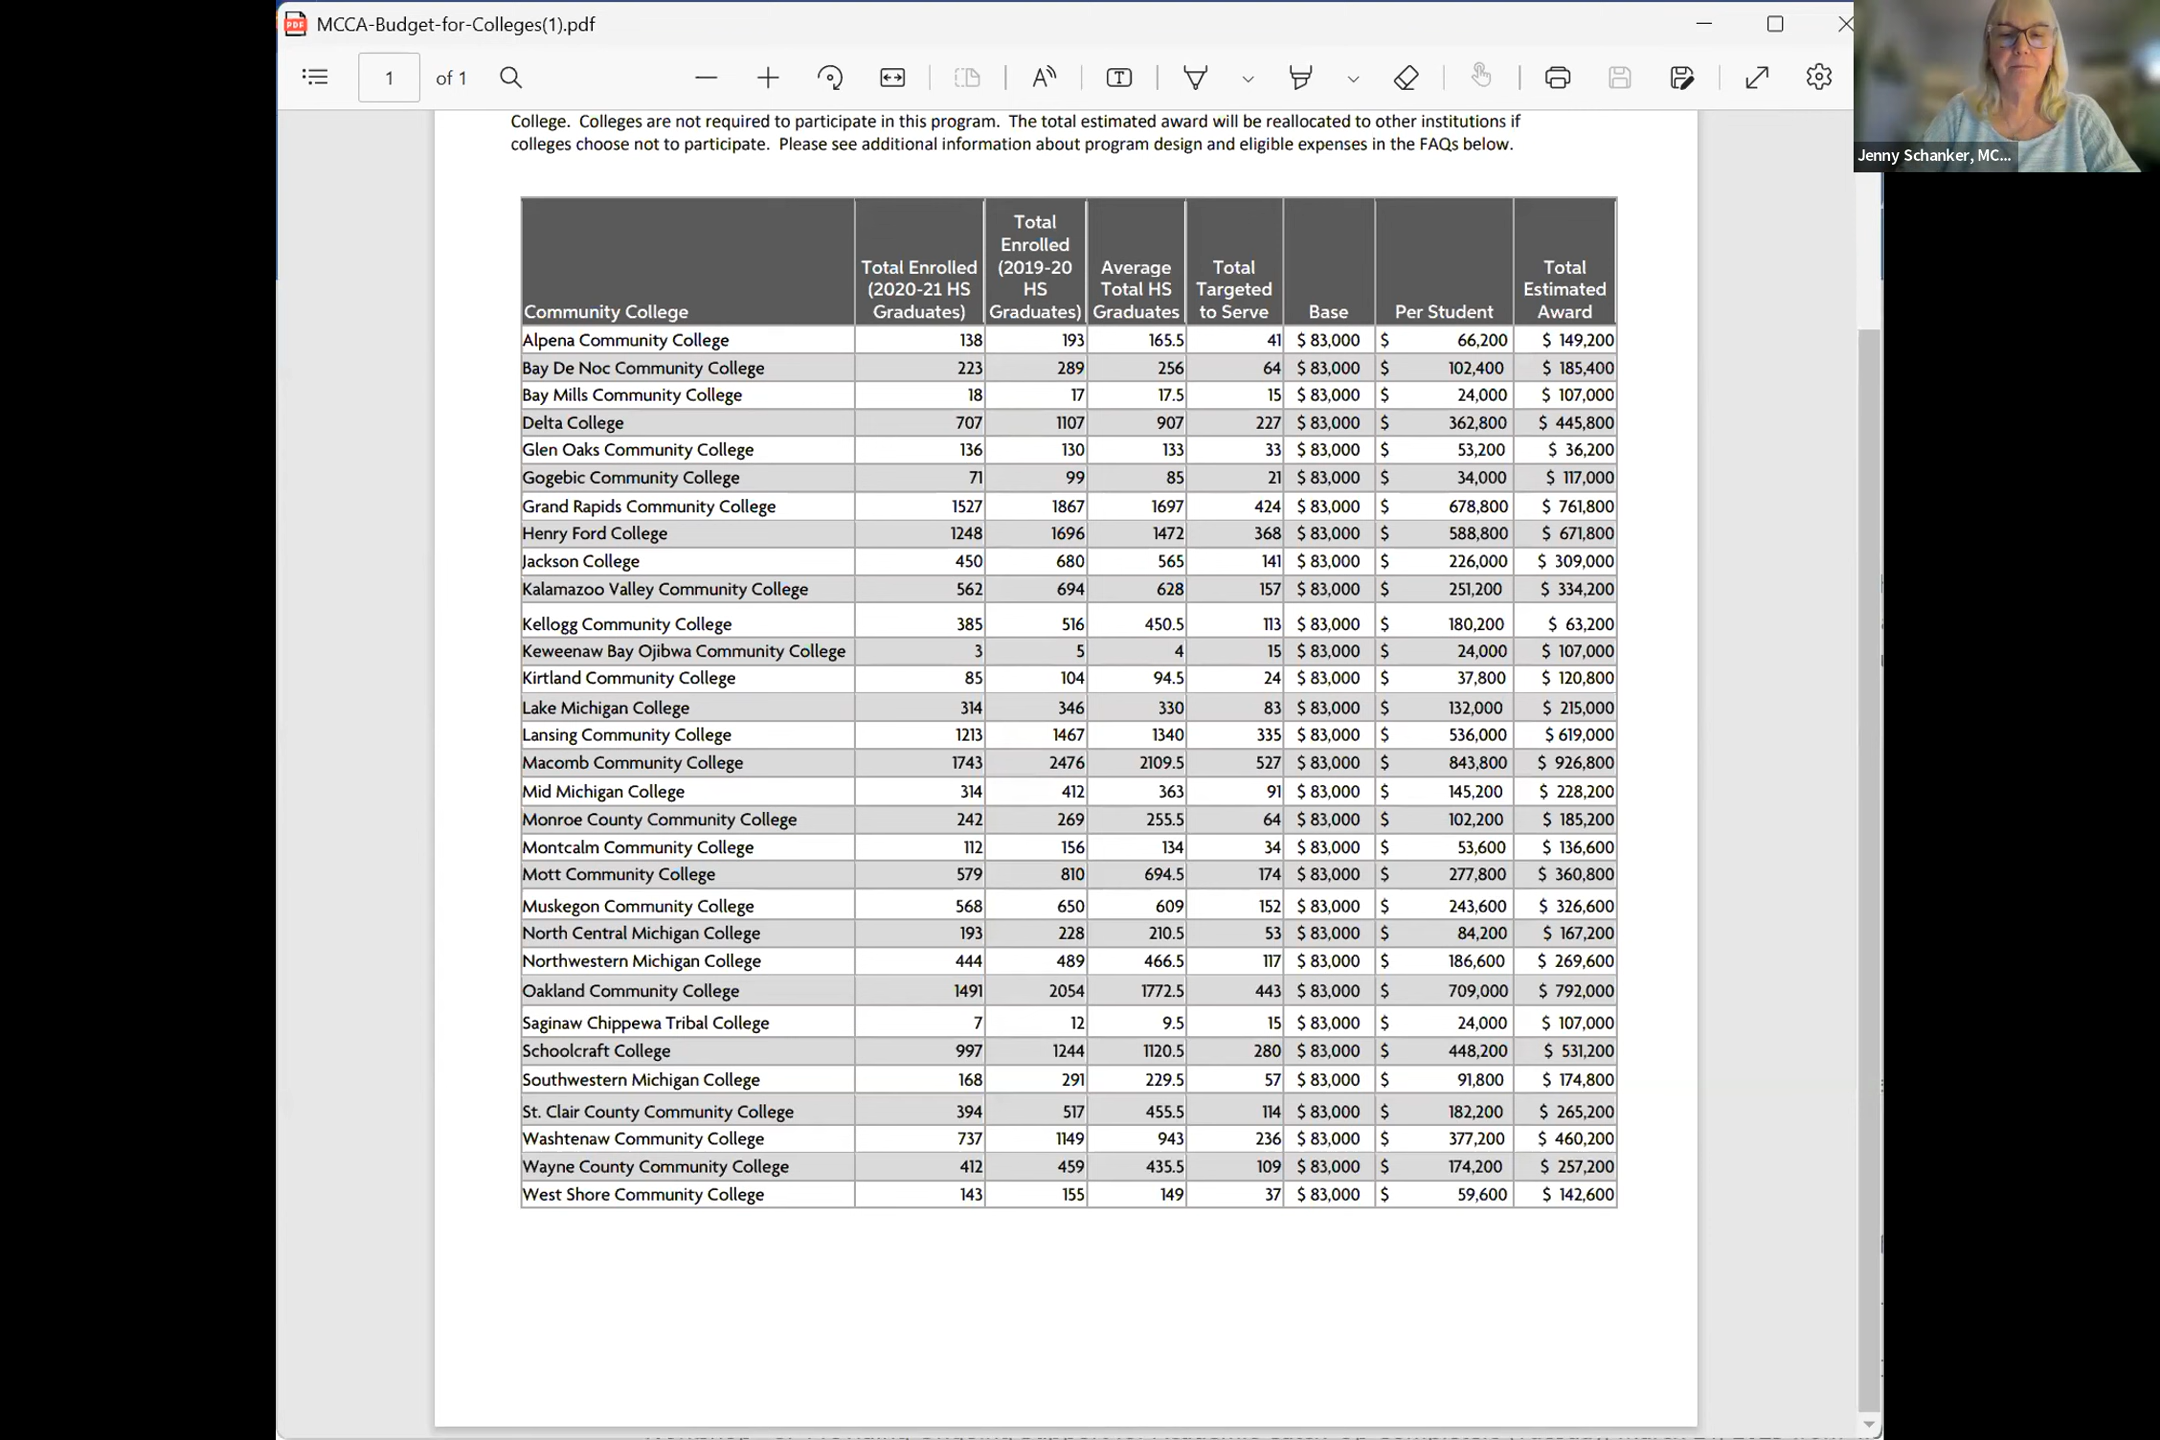 MCCA-Budget-for-Colleges(1).pdf
1 of 1
College. Colleges are not required to participate in this program. The total estimated award will be reallocated to other institutions if
colleges choose not to participate. Please see additional information about program design and eligible expenses in the FAQs below.
Jenny Schanker, MC...
Community College Total Enrolled (2020-21 HS Graduates) Total Enrolled (2019-20 HS Graduates) Average Total HS Graduates Total Targeted to Serve Base Per Student Total Estimated Award
Alpena Community College 138 193 165.5 41 $ 83,000 $ 66,200 $ 149,200
Bay De Noc Community College 223 289 256 64 $ 83,000 $ 102,400 $ 185,400
Bay Mills Community College 18 17 17.5 15 $ 83,000 $ 24,000 $ 107,000
Delta College 707 1107 907 227 $ 83,000 $ 362,800 $ 445,800
Glen Oaks Community College 136 130 133 33 $ 83,000 $ 53,200 $ 36,200
Gogebic Community College 71 99 85 21 $ 83,000 $ 34,000 $ 117,000
Grand Rapids Community College 1527 1867 1697 424 $ 83,000 $ 678,800 $ 761,800
Henry Ford College 1248 1696 1472 368 $ 83,000 $ 588,800 $ 671,800
Jackson College 450 680 565 141 $ 83,000 $ 226,000 $ 309,000
Kalamazoo Valley Community College 562 694 628 157 $ 83,000 $ 251,200 $ 334,200
Kellogg Community College 385 516 450.5 113 $ 83,000 $ 180,200 $ 63,200
Keweenaw Bay Ojibwa Community College 3 5 4 15 $ 83,000 $ 24,000 $ 107,000
Kirtland Community College 85 104 94.5 24 $ 83,000 $ 37,800 $ 120,800
Lake Michigan College 314 346 330 83 $ 83,000 $ 132,000 $ 215,000
Lansing Community College 1213 1467 1340 335 $ 83,000 $ 536,000 $ 619,000
Macomb Community College 1743 2476 2109.5 527 $ 83,000 $ 843,800 $ 926,800
Mid Michigan College 314 412 363 91 $ 83,000 $ 145,200 $ 228,200
Monroe County Community College 242 269 255.5 64 $ 83,000 $ 102,200 $ 185,200
Montcalm Community College 112 156 134 34 $ 83,000 $ 53,600 $ 136,600
Mott Community College 579 810 694.5 174 $ 83,000 $ 277,800 $ 360,800
Muskegon Community College 568 650 609 152 $ 83,000 $ 243,600 $ 326,600
North Central Michigan College 193 228 210.5 53 $ 83,000 $ 84,200 $ 167,200
Northwestern Michigan College 444 489 466.5 117 $ 83,000 $ 186,600 $ 269,600
Oakland Community College 1491 2054 1772.5 443 $ 83,000 $ 709,000 $ 792,000
Saginaw Chippewa Tribal College 7 12 9.5 15 $ 83,000 $ 24,000 $ 107,000
Schoolcraft College 997 1244 1120.5 280 $ 83,000 $ 448,200 $ 531,200
Southwestern Michigan College 168 291 229.5 57 $ 83,000 $ 91,800 $ 174,800
St. Clair County Community College 394 517 455.5 114 $ 83,000 $ 182,200 $ 265,200
Washtenaw Community College 737 1149 943 236 $ 83,000 $ 377,200 $ 460,200
Wayne County Community College 412 459 435.5 109 $ 83,000 $ 174,200 $ 257,200
West Shore Community College 143 155 149 37 $ 83,000 $ 59,600 $ 142,600